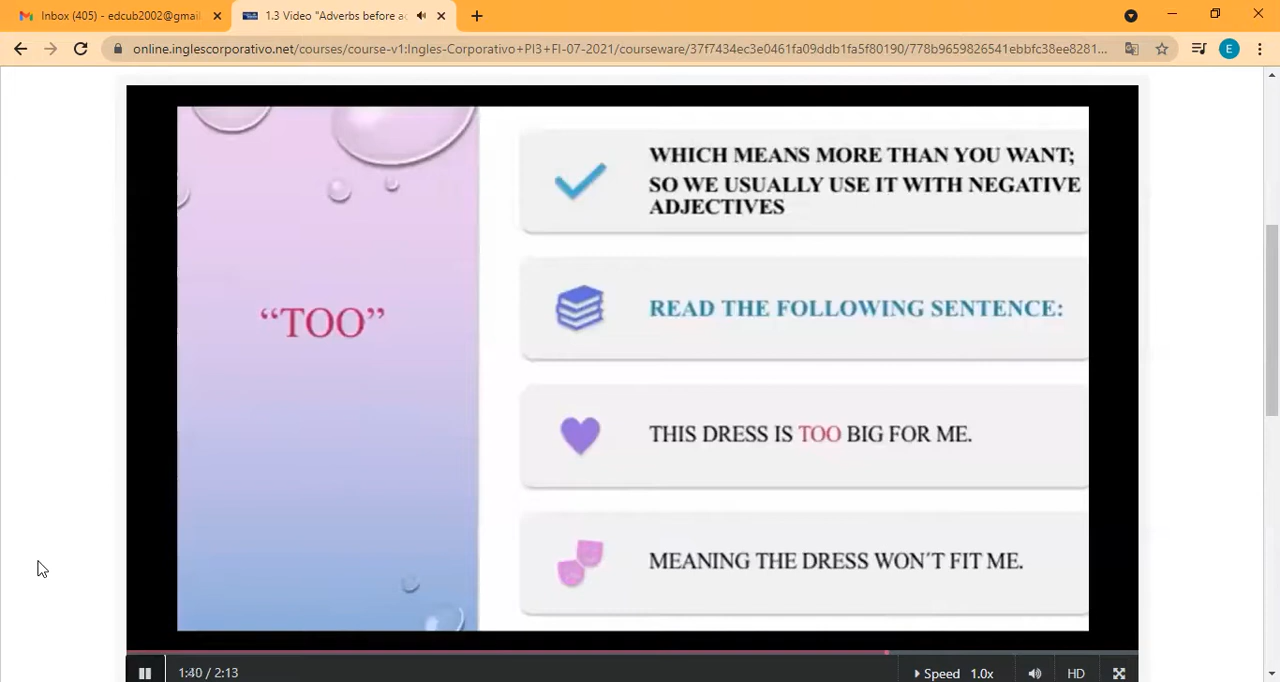 Inbox (405) - edcub2002@gmail
1.3 Video "Adverbs before a
online.inglescorporativo.net/courses/course-v1:Ingles-Corporativo+PI3+FI-07-2021/courseware/37f7434ec3e0461fa09ddb1fa5f80190/778b9659826541ebbfc38ee8281...
E
“TOO”
WHICH MEANS MORE THAN YOU WANT;
SO WE USUALLY USE IT WITH NEGATIVE
ADJECTIVES
READ THE FOLLOWING SENTENCE:
THIS DRESS IS TOO BIG FOR ME.
MEANING THE DRESS WON´T FIT ME.
1:40 / 2:13
Speed 1.0x
HD